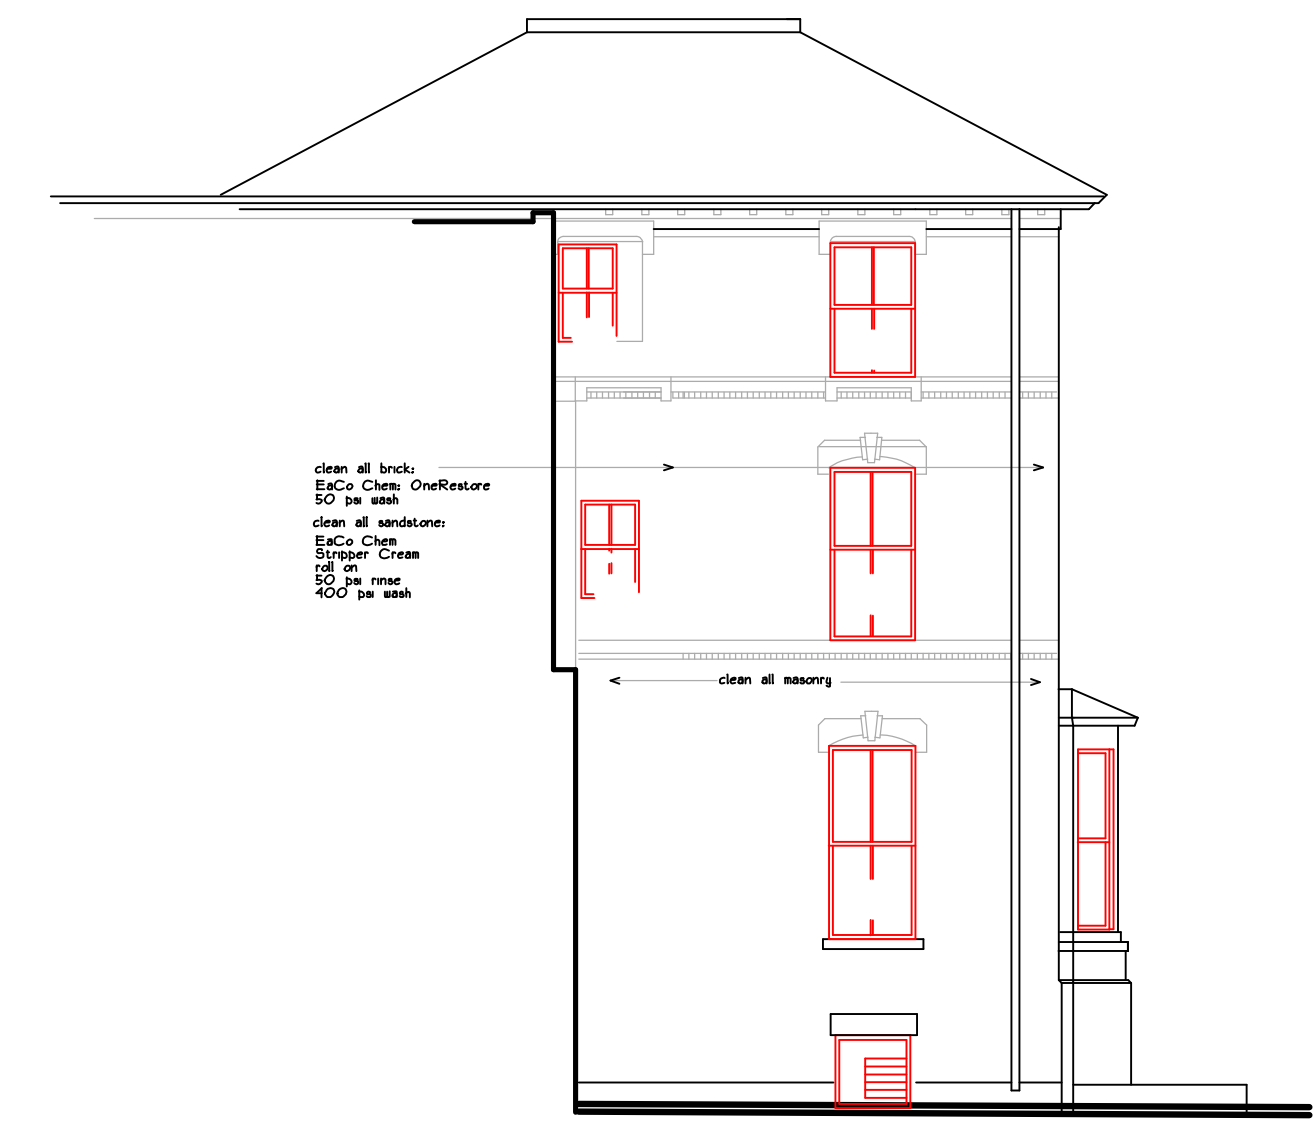 clean all brick:
EaCo Chem: OneRestore
50 psi wash
clean all sandstone:
EaCo Chem
Stripper Cream
roll on
50 psi rinse
400 psi wash
clean all masonry